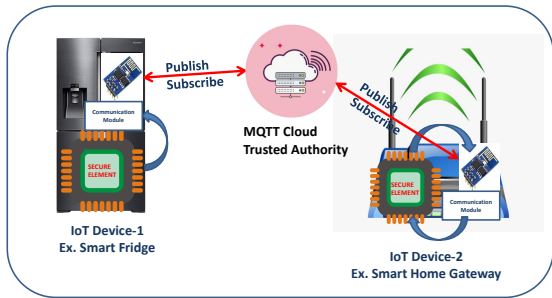 Publish
Subscribe
Communication
Module
SECURE
ELEMENT
IoT Device-1
Ex. Smart Fridge
MQTT Cloud
Trusted Authority
Publish
Subscribe
SECURE
ELEMENT
Communication
Module
IoT Device-2
Ex. Smart Home Gateway